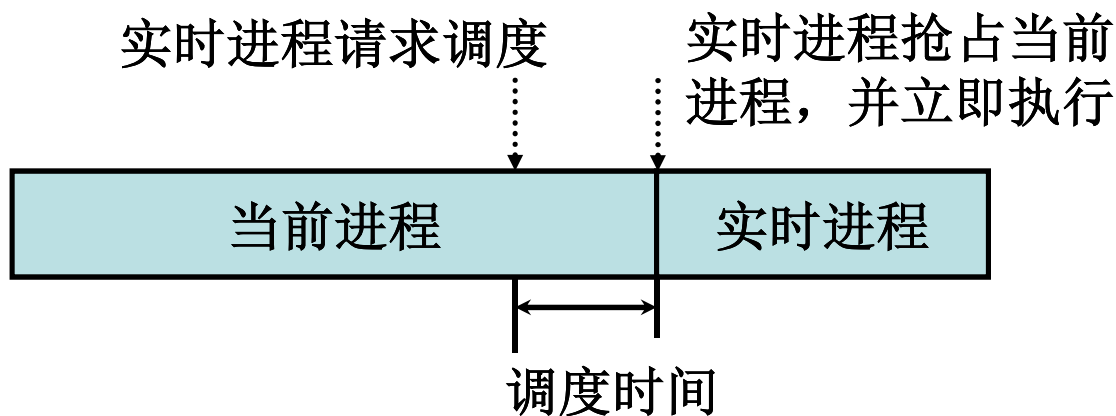 实时进程请求调度
实时进程抢占当前
进程，并立即执行
当前进程
实时进程
调度时间